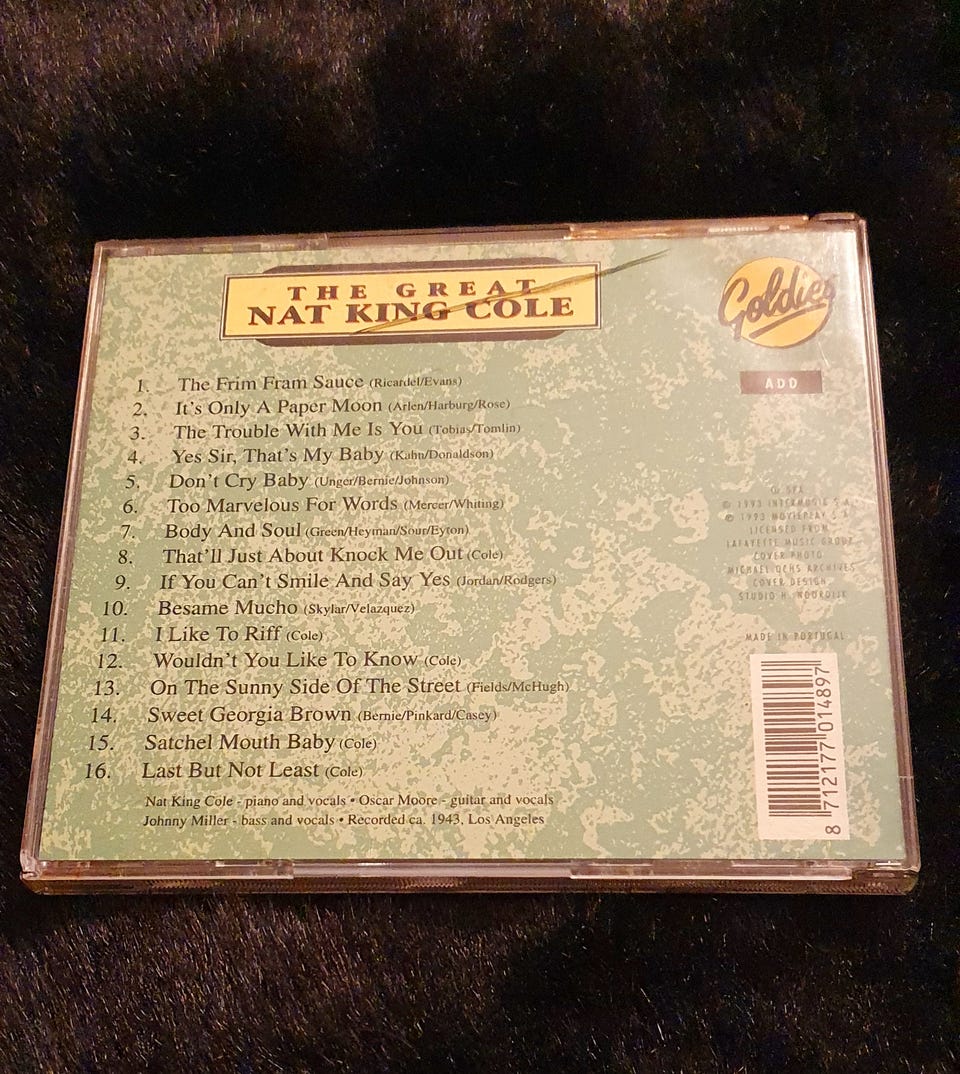 THE GREAT
NAT KING COLE
Goldies
ADD
1. The Frim Fram Sauce (Ricardel/Evans)
2. It's Only A Paper Moon (Arlen/Harburg/Rose)
3. The Trouble With Me Is You (Tobias/Tomlin)
4. Yes Sir, That's My Baby (Kahn/Donaldson)
5. Don't Cry Baby (Unger/Bernie/Johnson)
6. Too Marvelous For Words (Mercer/Whiting)
7. Body And Soul (Green/Heyman/Sour/Eyton)
8. That'll Just About Knock Me Out (Cole)
9. If You Can't Smile And Say Yes (Jordan/Rodgers)
10. Besame Mucho (Skylar/Velazquez)
11. I Like To Riff (Cole)
12. Wouldn't You Like To Know (Cole)
13. On The Sunny Side Of The Street (Fields/McHugh)
14. Sweet Georgia Brown (Bernie/Pinkard/Casey)
15. Satchel Mouth Baby (Cole)
16. Last But Not Least (Cole)
Nat King Cole - piano and vocals • Oscar Moore - guitar and vocals
Johnny Miller - bass and vocals • Recorded ca. 1943, Los Angeles
1993 INTERMUSIC S.A.
1993 MOVIEPLAY S.A.
LICENSED FROM
LAFAYETTE MUSIC GROUP
COVER PHOTO
MICHAEL OCHS ARCHIVES
COVER DESIGN
STUDIO H. NOORDIJK
MADE IN PORTUGAL
8 712177 014897